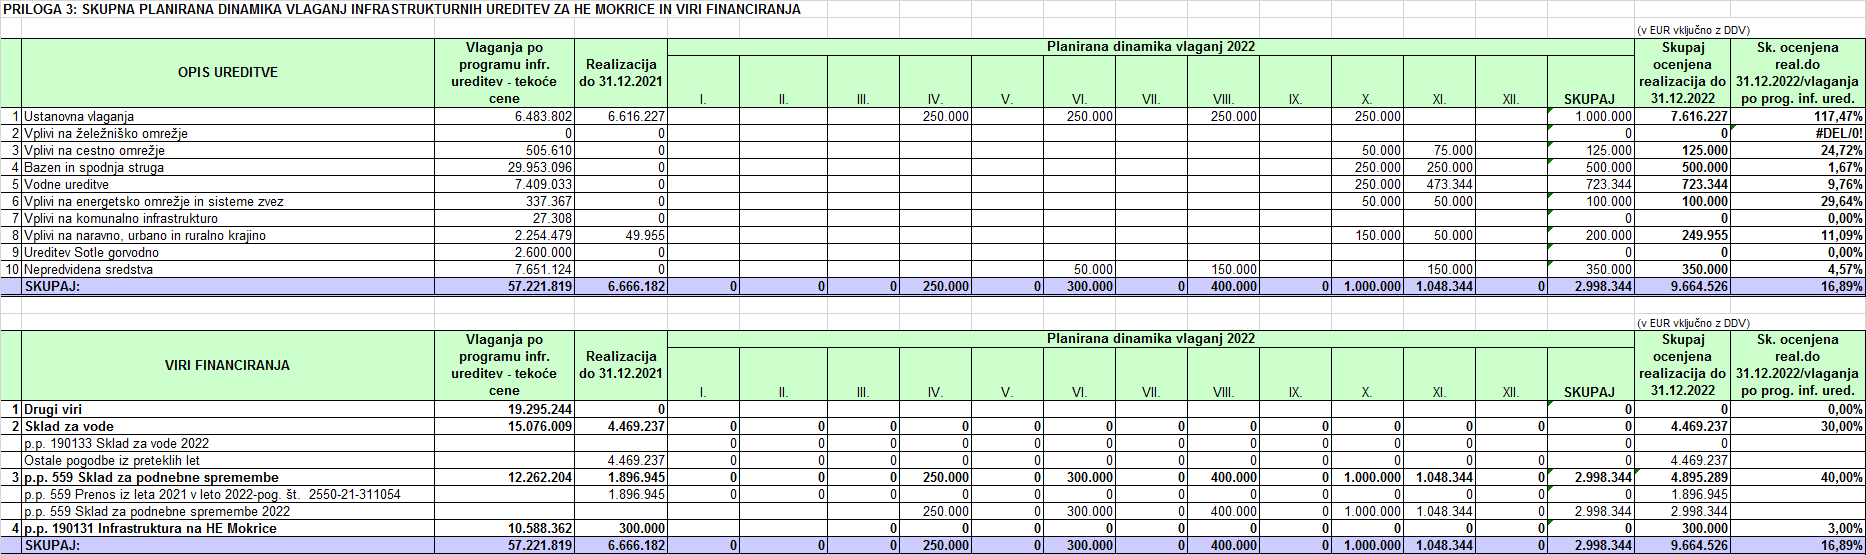 PRILOGA 3: SKUPNA PLANIRANA DINAMIKA VLAGANJ INFRASTRUKTURNIH UREDITEV ZA HE MOKRICE IN VIRI FINANCIRANJA
(v EUR vključno z DDV)
OPIS UREDITVE
Vlaganja po programu infr. ureditev - tekoće cene
Realizacija do 31.12.2021
Planirana dinamika vlaganj 2022
I. II. III. IV. V. VI. VII. VIII. IX. X. XI. XII. SKUPAJ
Skupaj ocenjena realizacija do 31.12.2022
Sk. ocenjena real.do 31.12.2022/vlaganja po prog. inf. ured.
1 Ustanovna vlaganja 6.483.802 6.616.227 250.000 250.000 250.000 250.000 1.000.000 7.616.227 117,47%
2 Vplivi na železniško omrežje 0 0 0 0 #DEL/0!
3 Vplivi na cestno omrežje 505.610 0 50.000 75.000 125.000 125.000 24,72%
4 Bazen in spodnja struga 29.953.096 0 250.000 250.000 500.000 500.000 1,67%
5 Vodne ureditve 7.409.033 0 250.000 473.344 723.344 723.344 9,76%
6 Vplivi na energetsko omrežje in sisteme zvez 337.367 0 50.000 50.000 100.000 100.000 29,64%
7 Vplivi na komunalno infrastrukturo 27.308 0 0 0 0,00%
8 Vplivi na naravno, urbano in ruralno krajino 2.254.479 49.955 150.000 50.000 200.000 249.955 11,09%
9 Ureditev Sotle gorvodno 2.600.000 0 0 0 0,00%
10 Nepredvidena sredstva 7.651.124 0 50.000 150.000 150.000 350.000 350.000 4,57%
SKUPAJ: 57.221.819 6.666.182 0 0 0 250.000 0 300.000 0 400.000 0 1.000.000 1.048.344 0 2.998.344 9.664.526 16,89%
(v EUR vključno z DDV)
VIRI FINANCIRANJA
Vlaganja po programu infr. ureditev - tekoće cene
Realizacija do 31.12.2021
Planirana dinamika vlaganj 2022
I. II. III. IV. V. VI. VII. VIII. IX. X. XI. XII. SKUPAJ
Skupaj ocenjena realizacija do 31.12.2022
Sk. ocenjena real.do 31.12.2022/vlaganja po prog. inf. ured.
1 Drugi viri 19.295.244 0 0 0 0,00%
2 Sklad za vode 15.076.009 4.469.237 0 0 0 0 0 0 0 0 0 0 0 0 0 4.469.237 30,00%
p.p. 190133 Sklad za vode 2022 0 0 0 0 0 0 0 0 0 0 0 0 0 0
Ostale pogodbe iz preteklih let 4.469.237 0 0 0 0 0 0 0 0 0 0 0 0 0 4.469.237
3 p.p. 559 Sklad za podnebne spremembe 12.262.204 1.896.945 0 0 0 250.000 0 300.000 0 400.000 0 1.000.000 1.048.344 0 2.998.344 4.895.289 40,00%
p.p. 559 Prenos iz leta 2021 v leto 2022-pog. št. 2550-21-311054 1.896.945 0 0 0 0 0 0 0 0 0 0 0 0 0 1.896.945
p.p. 559 Sklad za podnebne spremembe 2022 250.000 0 300.000 0 400.000 0 1.000.000 1.048.344 0 2.998.344 2.998.344
4 p.p. 190131 Infrastruktura na HE Mokrice 10.588.362 300.000 0 0 0 0 0 0 0 0 0 0 0 300.000 3,00%
SKUPAJ: 57.221.819 6.666.182 0 0 0 250.000 0 300.000 0 400.000 0 1.000.000 1.048.344 0 2.998.344 9.664.526 16,89%